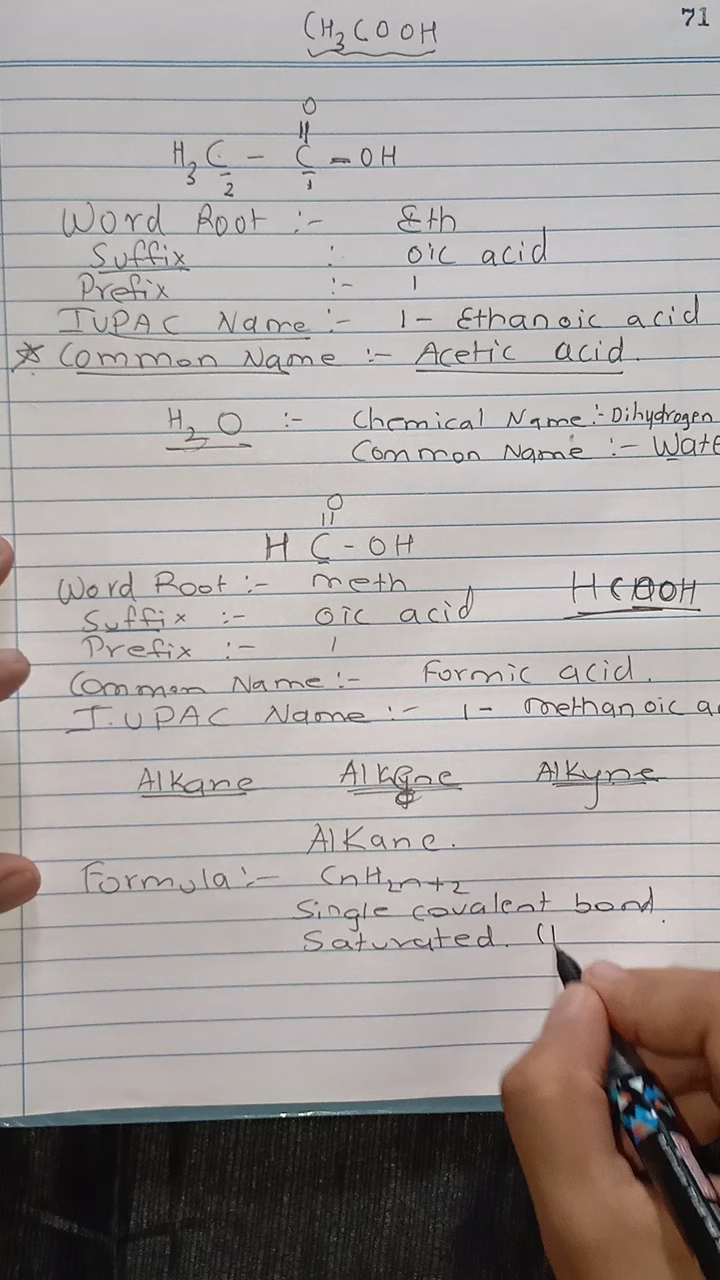 71
CH3COOH
O
||
H3C - C - OH
2 1
Word Root :- Eth
Suffix : oic acid
Prefix :- 1
IUPAC Name :- 1 - Ethanoic acid
* Common Name :- Acetic acid.
H2O :- Chemical Name :- Dihydrogen
Common Name :- Wate
O
||
H C - OH
Word Root :- meth HCOOH
Suffix :- oic acid
Prefix :- 1
Common Name :- Formic acid.
I.UPAC Name :- 1- methanoic a
Alkane Alkene Alkyne
Alkane.
Formula :- CnH2n+2
Single covalent bond.
Saturated. (